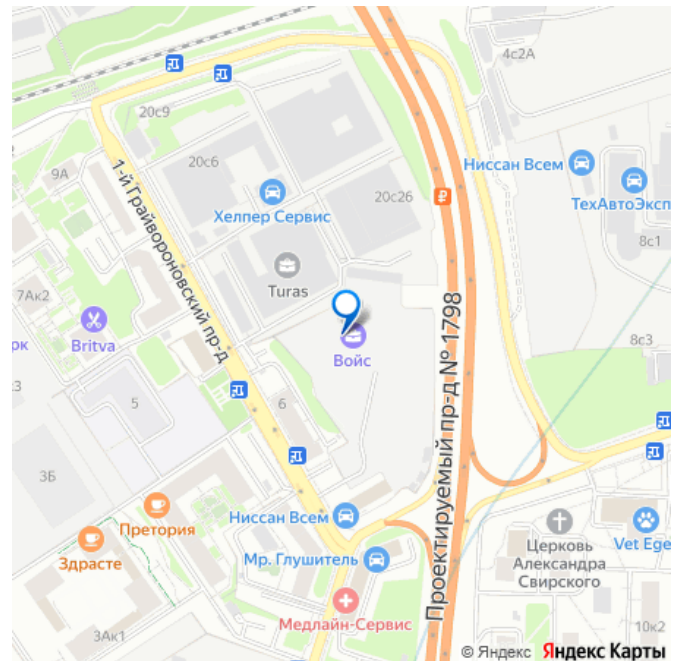 4с2А
20с9
20с6
9А
1-й Грайвороновский пр-д
Ниссан Всем
ТехАвтоЭксп
Хелпер Сервис
20с26
8с1
Turas
7Ак2
Проектируемый пр-д № 1798
рк
Britva
Войс
8с3
5
6
3Б
Претория
Ниссан Всем
Здрасте
Мр. Глушитель
Церковь
Александра
Свирского
Vet Ege
Медлайн-Сервис
3Ак1
10к2
© Яндекс Яндекс Карты